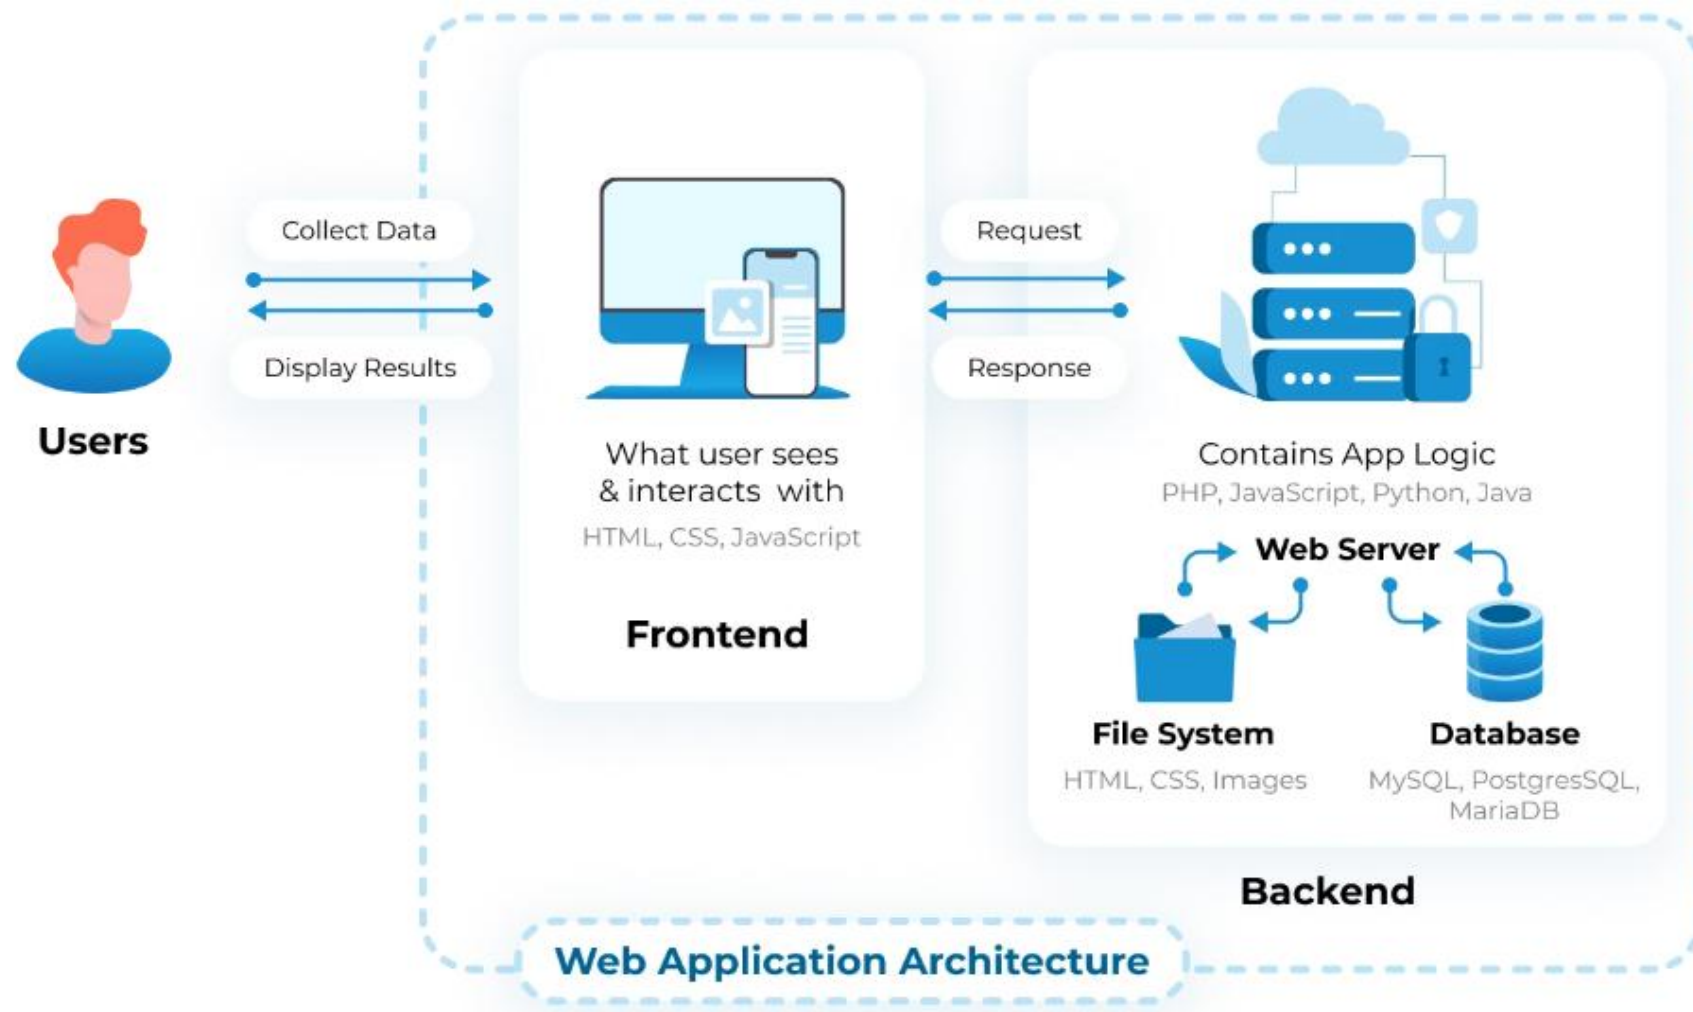 Collect Data
Display Results
Users
What user sees
& interacts with
HTML, CSS, JavaScript
Frontend
Request
Response
Contains App Logic
PHP, JavaScript, Python, Java
Web Server
File System
HTML, CSS, Images
Database
MySQL, PostgresSQL,
MariaDB
Backend
Web Application Architecture